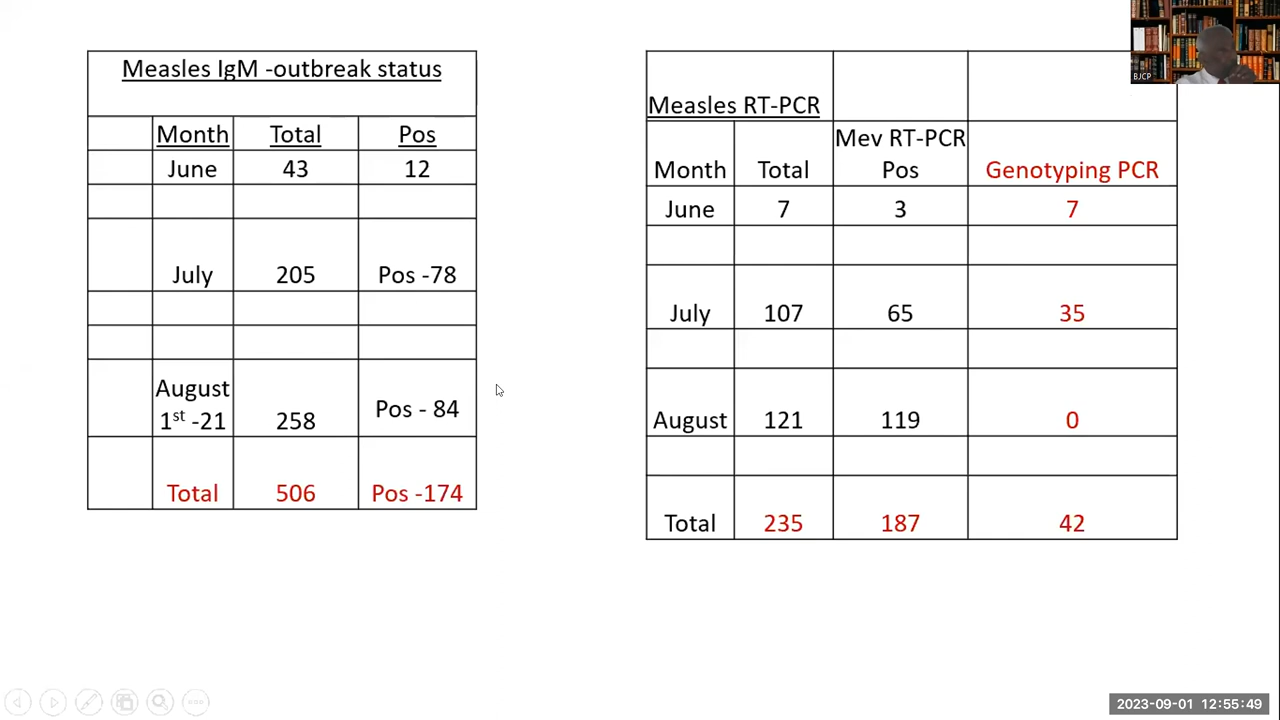 Measles IgM -outbreak status
Month Total Pos
June 43 12
July 205 Pos -78
August
1st -21 258 Pos - 84
Total 506 Pos -174
Measles RT-PCR
Month Total Mev RT-PCR Pos Genotyping PCR
June 7 3 7
July 107 65 35
August 121 119 0
Total 235 187 42
BJCP
2023-09-01 12:55:49